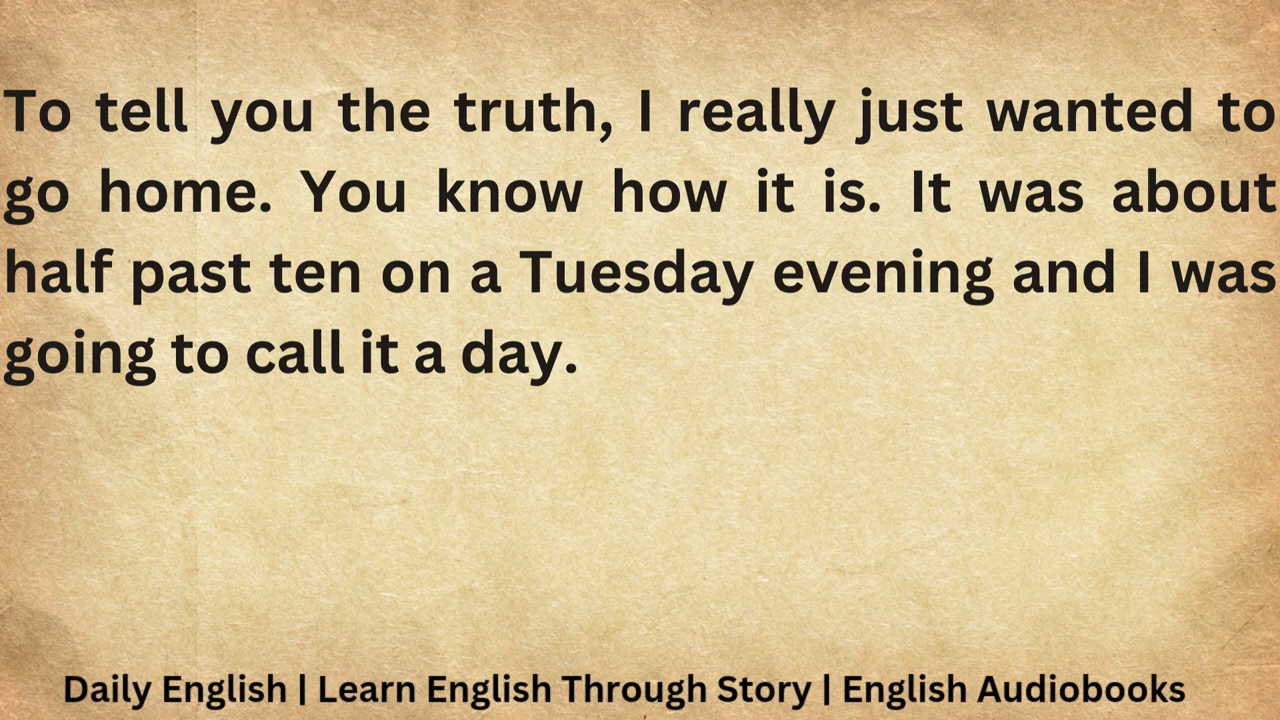 To tell you the truth, I really just wanted to
go home. You know how it is. It was about
half past ten on a Tuesday evening and I was
going to call it a day.
Daily English | Learn English Through Story | English Audiobooks